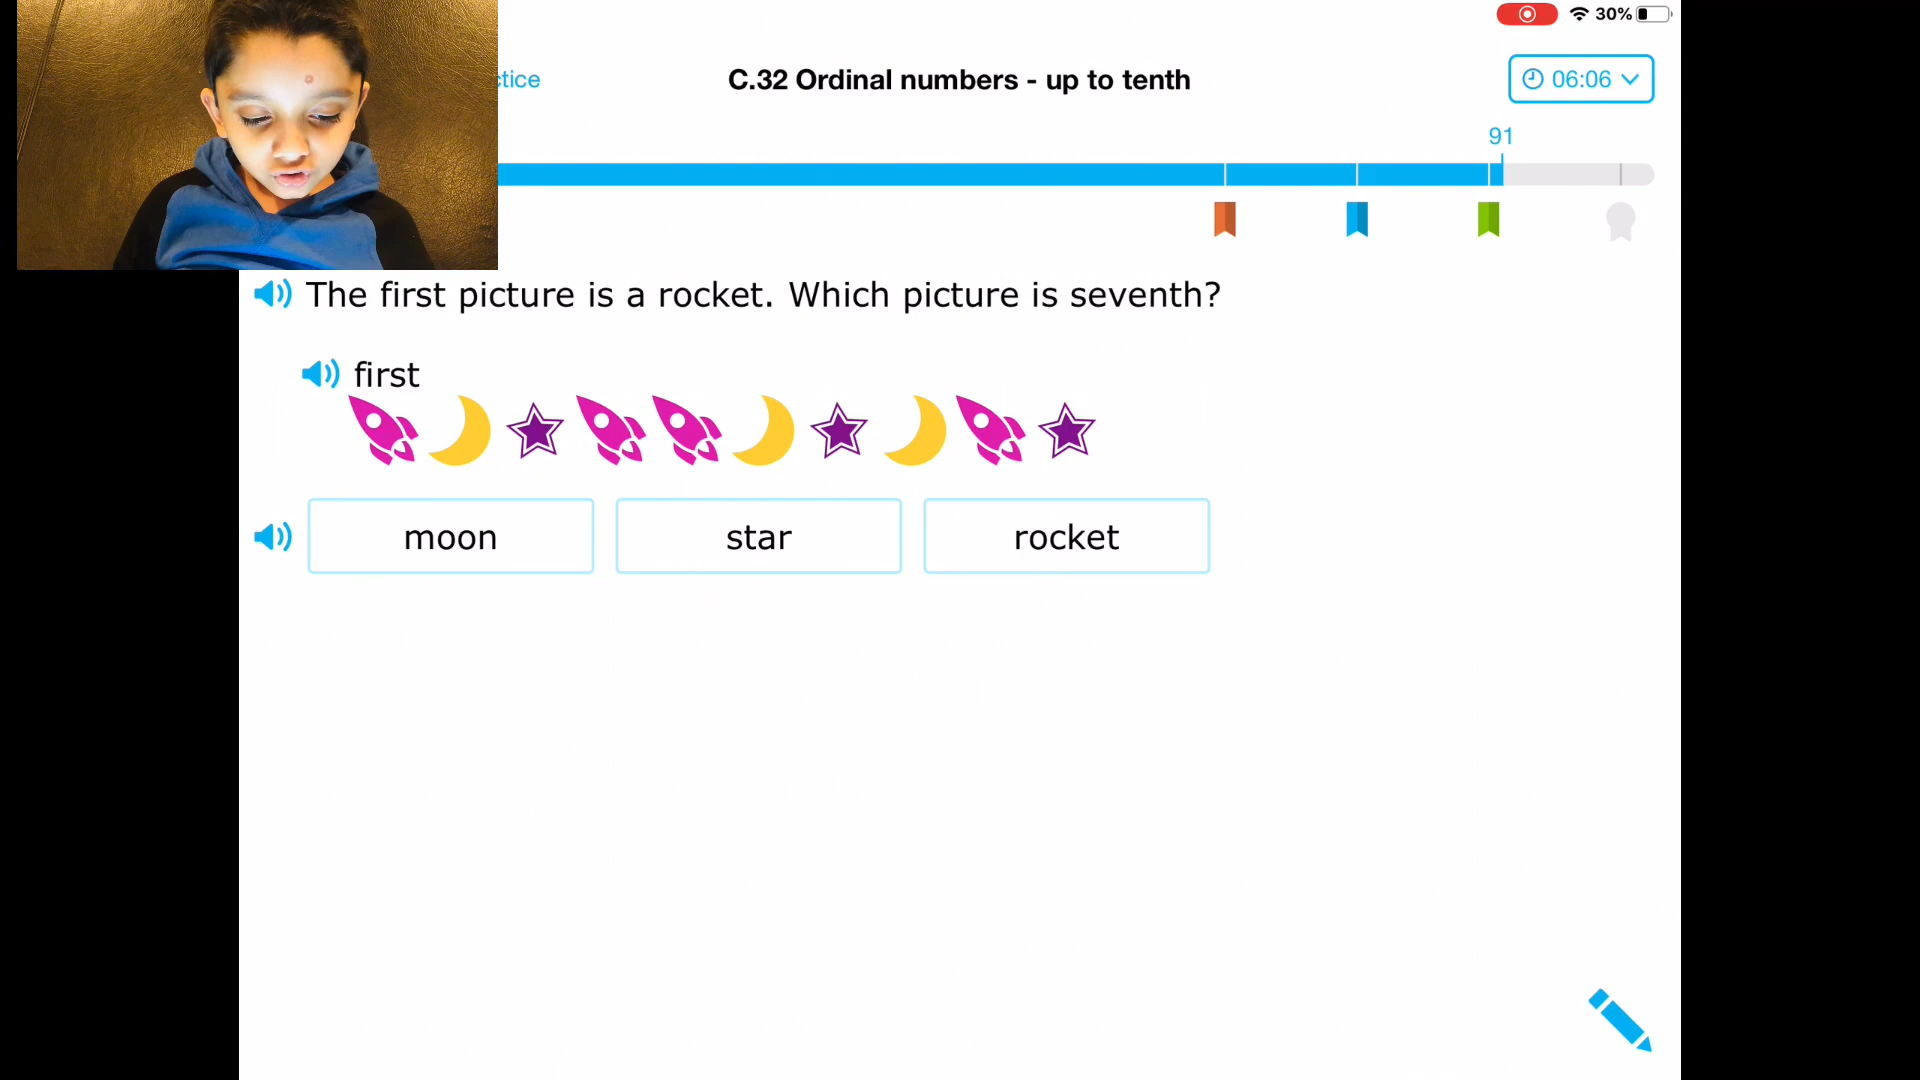 30%
tice
C.32 Ordinal numbers - up to tenth
06:06
91
The first picture is a rocket. Which picture is seventh?
first
moon
star
rocket